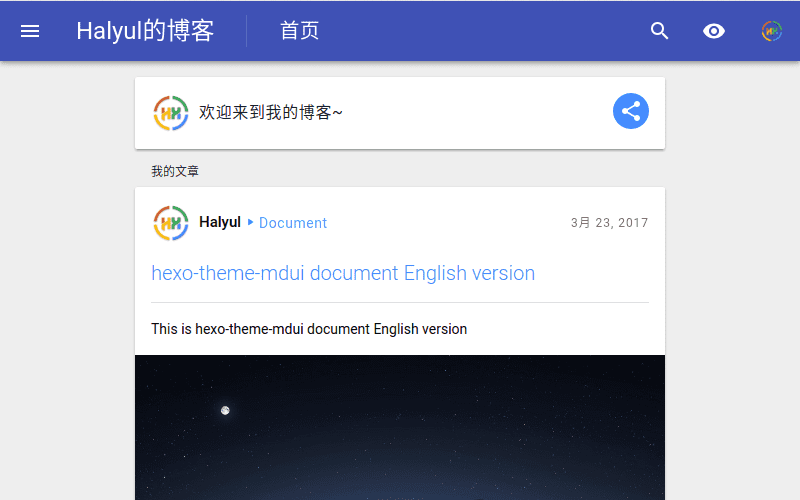 Halyul的博客 首页
欢迎来到我的博客~
我的文章
Halyul Document 3月 23, 2017
hexo-theme-mdui document English version
This is hexo-theme-mdui document English version